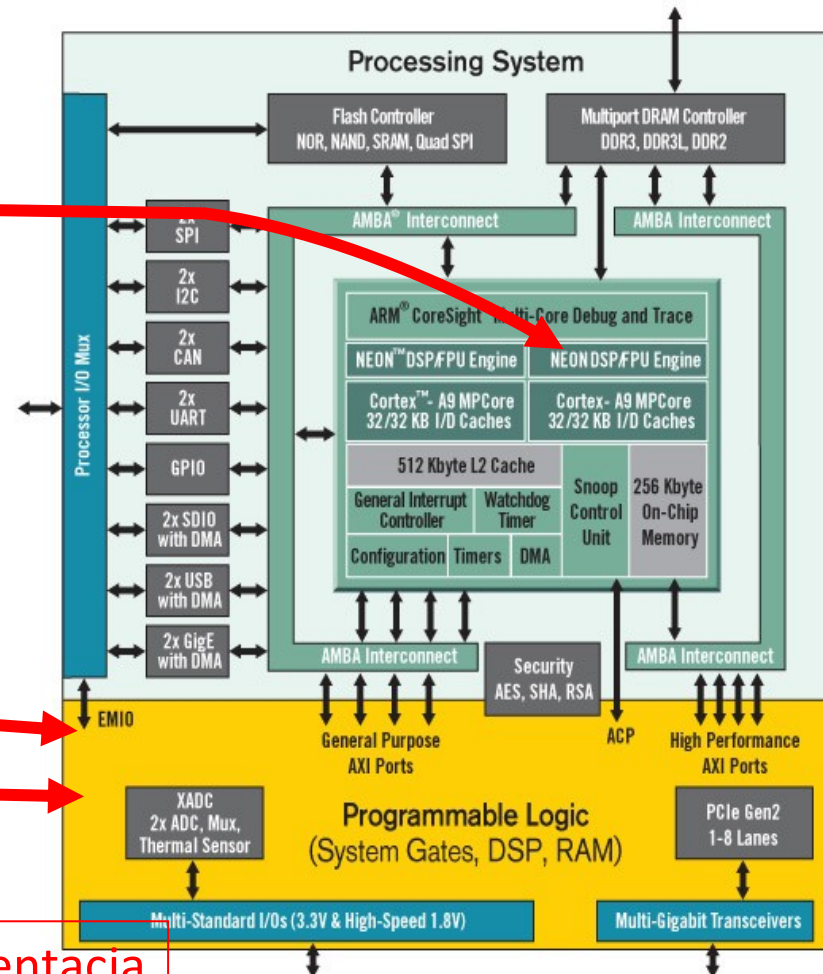 Processing System
Flash Controller
NOR, NAND, SRAM, Quad SPI
Multiport DRAM Controller
DDR3, DDR3L, DDR2
Processor I/O Mux
2x
SPI
2x
I2C
2x
CAN
2x
UART
GPIO
2x SDIO
with DMA
2x USB
with DMA
2x GigE
with DMA
AMBA® Interconnect
AMBA Interconnect
ARM® CoreSight Multi-Core Debug and Trace
NEON™ DSP/FPU Engine
NEON DSP/FPU Engine
Cortex™- A9 MPCore
32/32 KB I/D Caches
Cortex- A9 MPCore
32/32 KB I/D Caches
512 Kbyte L2 Cache
General Interrupt
Controller
Watchdog
Timer
Configuration
Timers
DMA
Snoop
Control
Unit
256 Kbyte
On-Chip
Memory
AMBA Interconnect
Security
AES, SHA, RSA
AMBA Interconnect
EMIO
General Purpose
AXI Ports
ACP
High Performance
AXI Ports
XADC
2x ADC, Mux,
Thermal Sensor
Programmable Logic
(System Gates, DSP, RAM)
PCIe Gen2
1-8 Lanes
Multi-Standard I/Os (3.3V & High-Speed 1.8V)
Multi-Gigabit Transceivers